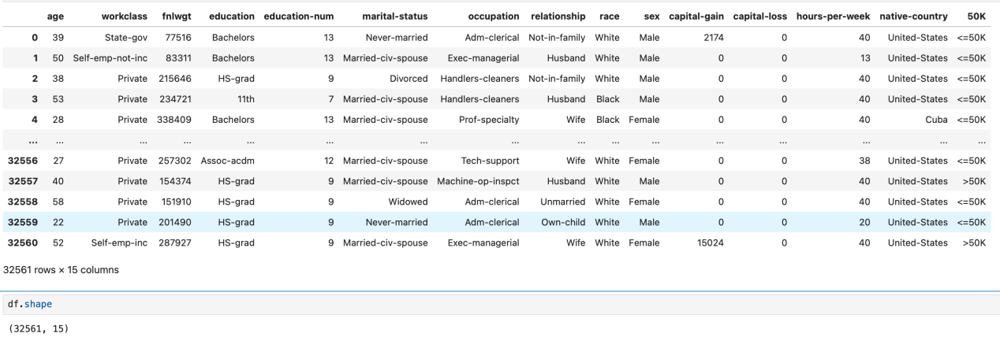 age workclass fnlwgt education education-num marital-status occupation relationship race sex capital-gain capital-loss hours-per-week native-country 50K
0 39 State-gov 77516 Bachelors 13 Never-married Adm-clerical Not-in-family White Male 2174 0 40 United-States <=50K
1 50 Self-emp-not-inc 83311 Bachelors 13 Married-civ-spouse Exec-managerial Husband White Male 0 0 13 United-States <=50K
2 38 Private 215646 HS-grad 9 Divorced Handlers-cleaners Not-in-family White Male 0 0 40 United-States <=50K
3 53 Private 234721 11th 7 Married-civ-spouse Handlers-cleaners Husband Black Male 0 0 40 United-States <=50K
4 28 Private 338409 Bachelors 13 Married-civ-spouse Prof-specialty Wife Black Female 0 0 40 Cuba <=50K
... ... ... ... ... ... ... ... ... ... ... ... ... ... ... ...
32556 27 Private 257302 Assoc-acdm 12 Married-civ-spouse Tech-support Wife White Female 0 0 38 United-States <=50K
32557 40 Private 154374 HS-grad 9 Married-civ-spouse Machine-op-inspct Husband White Male 0 0 40 United-States >50K
32558 58 Private 151910 HS-grad 9 Widowed Adm-clerical Unmarried White Female 0 0 40 United-States <=50K
32559 22 Private 201490 HS-grad 9 Never-married Adm-clerical Own-child White Male 0 0 20 United-States <=50K
32560 52 Self-emp-inc 287927 HS-grad 9 Married-civ-spouse Exec-managerial Wife White Female 15024 0 40 United-States >50K
32561 rows × 15 columns
df.shape
(32561, 15)